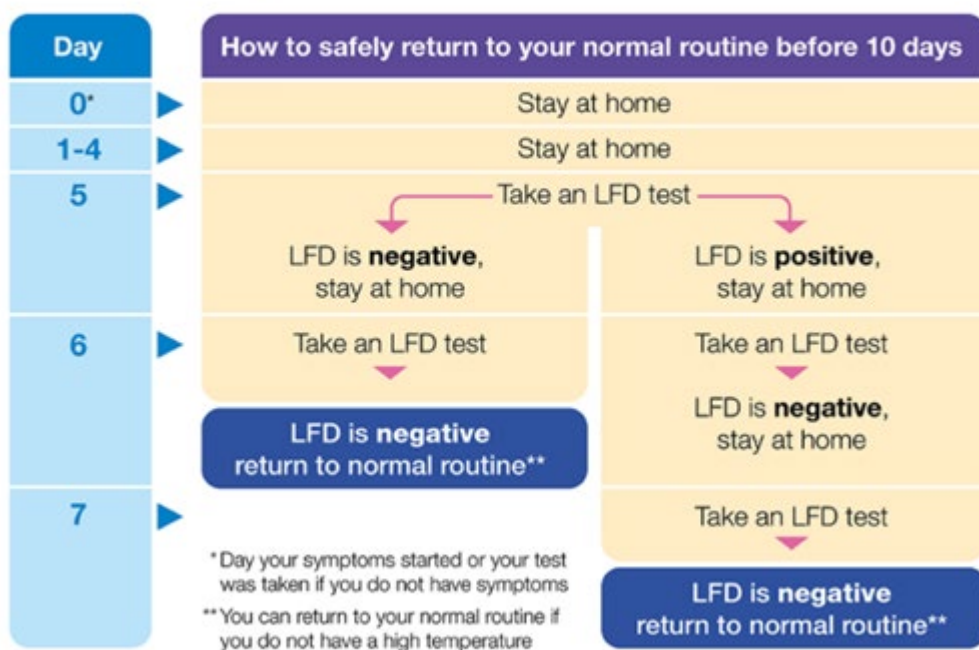 Day
How to safely return to your normal routine before 10 days
0*
Stay at home
1-4
Stay at home
5
Take an LFD test
LFD is negative,
stay at home
LFD is positive,
stay at home
6
Take an LFD test
LFD is negative
return to normal routine**
Take an LFD test
LFD is negative,
stay at home
7
Take an LFD test
LFD is negative
return to normal routine**
* Day your symptoms started or your test
was taken if you do not have symptoms
** You can return to your normal routine if
you do not have a high temperature